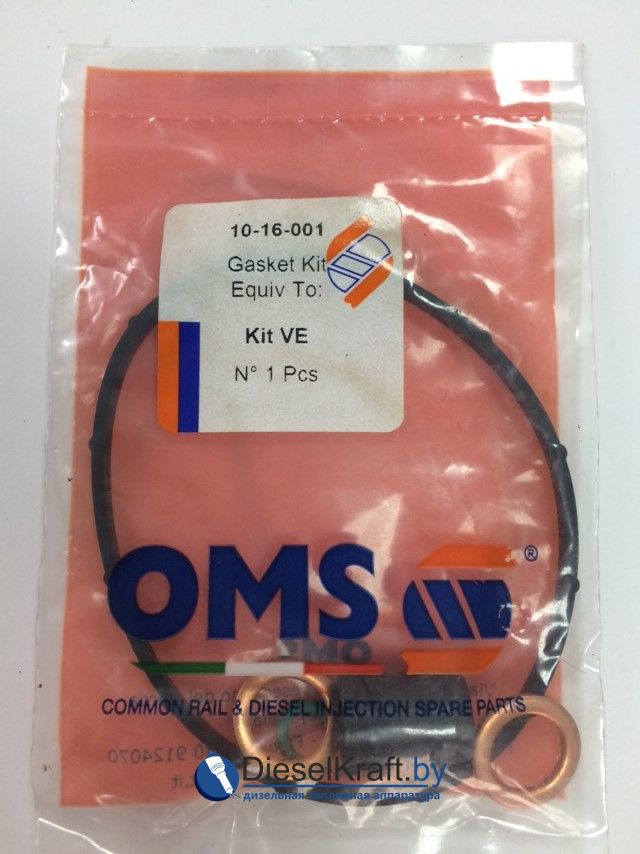 10-16-001
Gasket Kit
Equiv To:
Kit VE
N° 1 Pcs
OMS ®
COMMON RAIL & DIESEL INJECTION SPARE PARTS
9124070
DieselKraft.by
дизельная топливная аппаратура